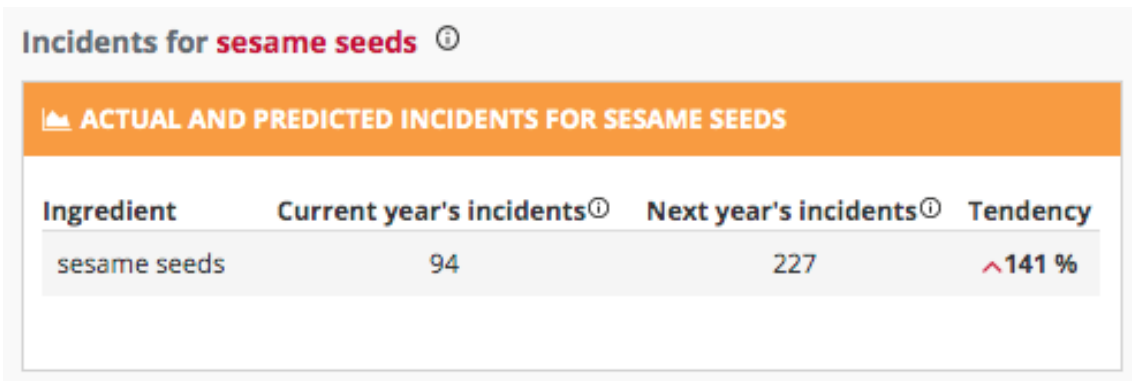 Incidents for sesame seeds
ACTUAL AND PREDICTED INCIDENTS FOR SESAME SEEDS
Ingredient Current year's incidents Next year's incidents Tendency
sesame seeds 94 227 141 %